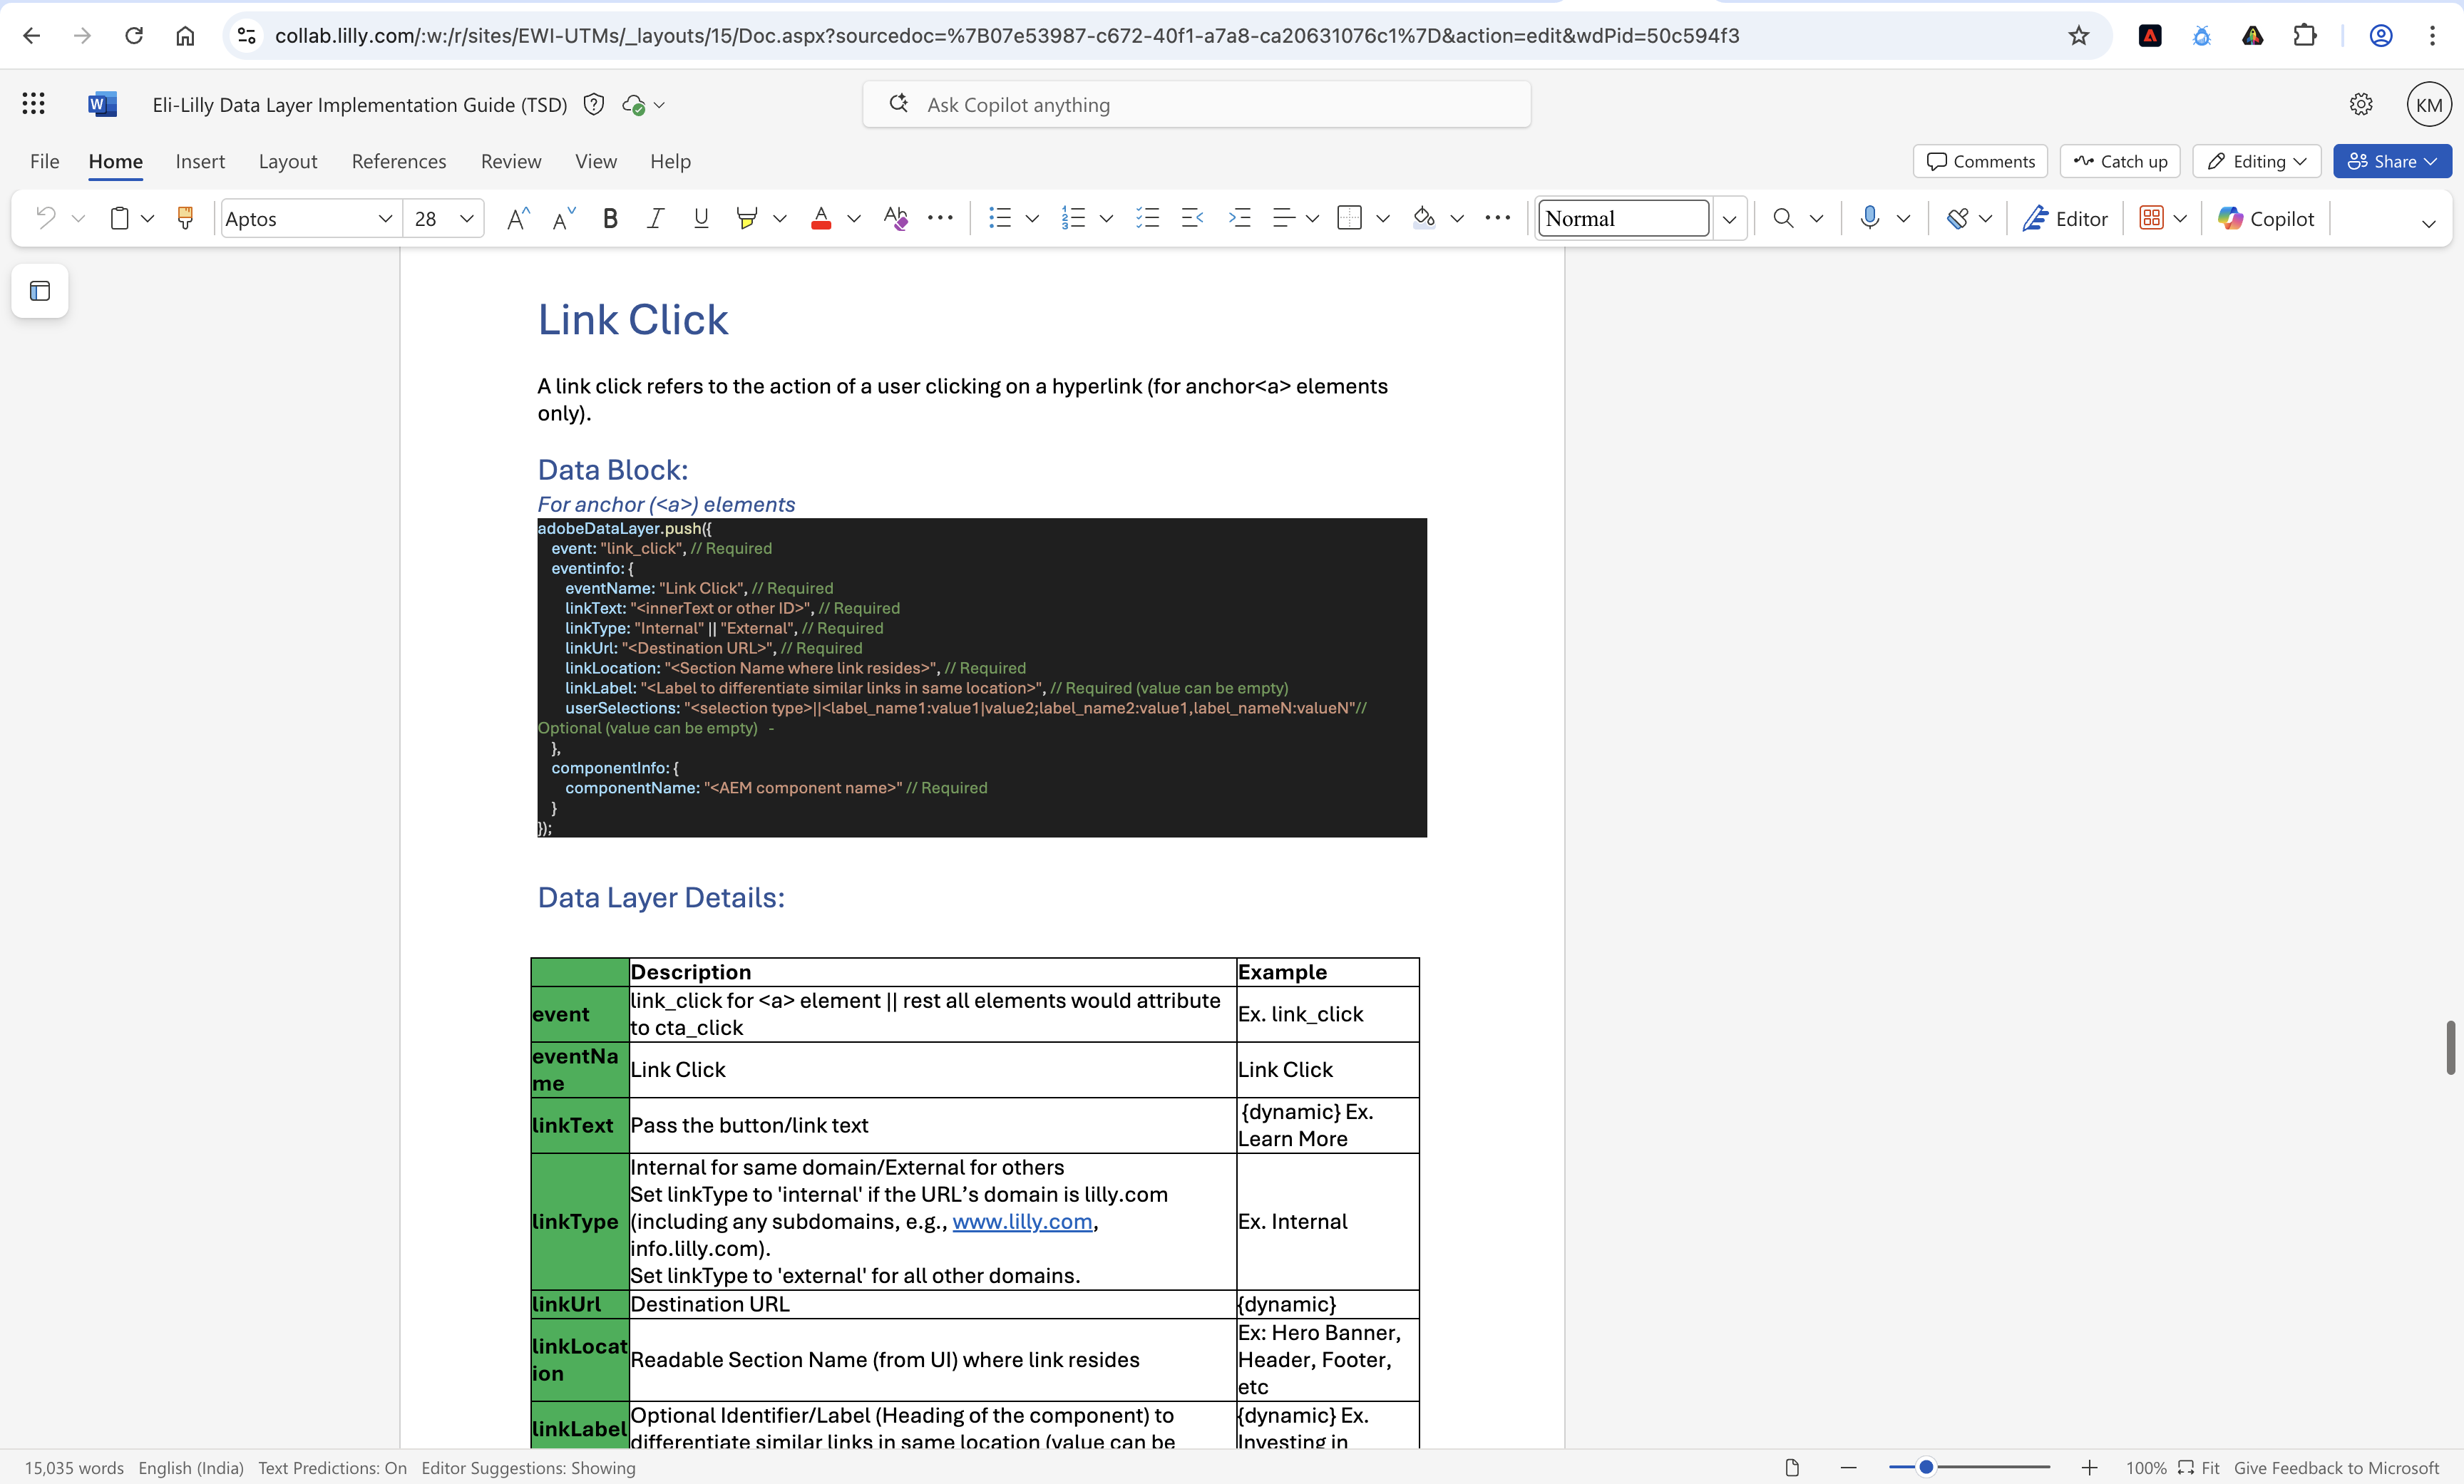 collab.lilly.com/:w:/r/sites/EWI-UTMs/_layouts/15/Doc.aspx?sourcedoc=%7B07e53987-c672-40f1-a7a8-ca20631076c1%7D&action=edit&wdPid=50c594f3
W
Eli-Lilly Data Layer Implementation Guide (TSD)
Ask Copilot anything
KM
File Home Insert Layout References Review View Help
Comments Catch up Editing Share
Aptos 28 Normal Editor Copilot
Link Click
A link click refers to the action of a user clicking on a hyperlink (for anchor<a> elements
only).
Data Block:
For anchor (<a>) elements
adobeDataLayer.push({
event: "link_click", // Required
eventinfo: {
eventName: "Link Click", // Required
linkText: "<innerText or other ID>", // Required
linkType: "Internal" || "External", // Required
linkUrl: "<Destination URL>", // Required
linkLocation: "<Section Name where link resides>", // Required
linkLabel: "<Label to differentiate similar links in same location>", // Required (value can be empty)
userSelections: "<selection type>||<label_name1:value1|value2;label_name2:value1,label_nameN:valueN"//
Optional (value can be empty) -
},
componentInfo: {
componentName: "<AEM component name>" // Required
}
});
Data Layer Details:
Description Example
event
link_click for <a> element || rest all elements would attribute
to cta_click
Ex. link_click
eventNa
me
Link Click
Link Click
linkText
Pass the button/link text
{dynamic} Ex.
Learn More
linkType
Internal for same domain/External for others
Set linkType to 'internal' if the URL’s domain is lilly.com
(including any subdomains, e.g., www.lilly.com,
info.lilly.com).
Set linkType to 'external' for all other domains.
Ex. Internal
linkUrl
Destination URL
{dynamic}
linkLocat
ion
Readable Section Name (from UI) where link resides
Ex: Hero Banner,
Header, Footer,
etc
linkLabel
Optional Identifier/Label (Heading of the component) to
differentiate similar links in same location (value can be
{dynamic} Ex.
Investing in
15,035 words English (India) Text Predictions: On Editor Suggestions: Showing 100% Fit Give Feedback to Microsoft